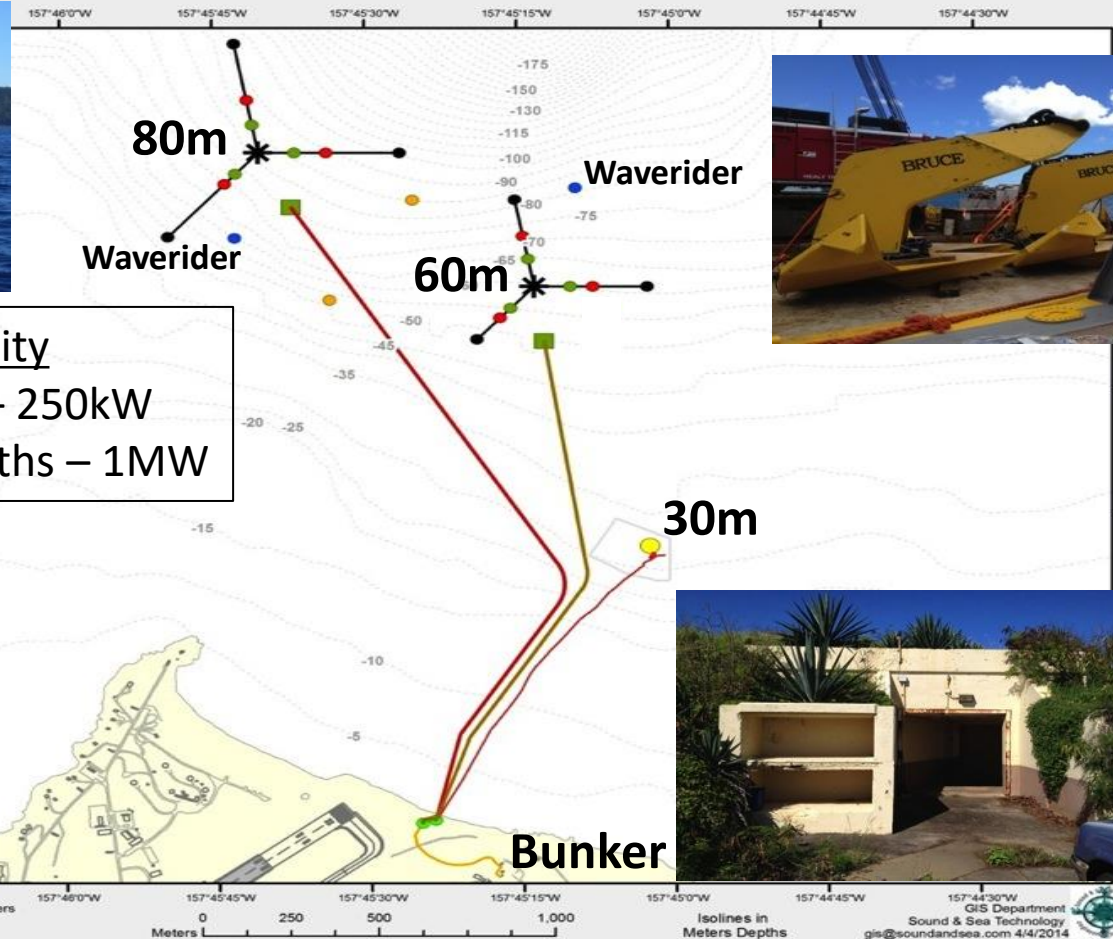 157°46'0"W 157°45'45"W 157°45'30"W 157°45'15"W 157°45'0"W 157°44'45"W 157°44'30"W
-175
-150
-130
-115
-100
-90
-80
-75
-70
-65
80m
Waverider
BRUCE
BRUC
Waverider
60m
-50
-45
-35
-20 -25
ity
- 250kW
ths – 1MW
-15
30m
-10
-5
Bunker
157°46'0"W 157°45'45"W 157°45'30"W 157°45'15"W 157°45'0"W 157°44'45"W 157°44'30"W
ers
0 250 500 1,000
Meters
Isolines in
Meters Depths
GIS Department
Sound & Sea Technology
gis@soundandsea.com 4/4/2014